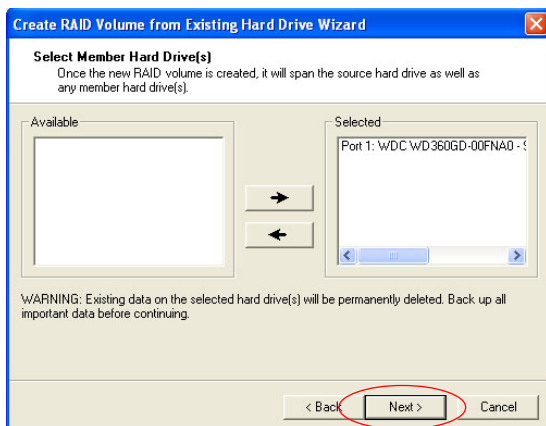 Create RAID Volume from Existing Hard Drive Wizard
Select Member Hard Drive(s)
Once the new RAID volume is created, it will span the source hard drive as well as
any member hard drive(s).
Available
Selected
Port 1: WDC WD360GD-00FNA0 - S
WARNING: Existing data on the selected hard drive(s) will be permanently deleted. Back up all
important data before continuing.
< Back
Next >
Cancel